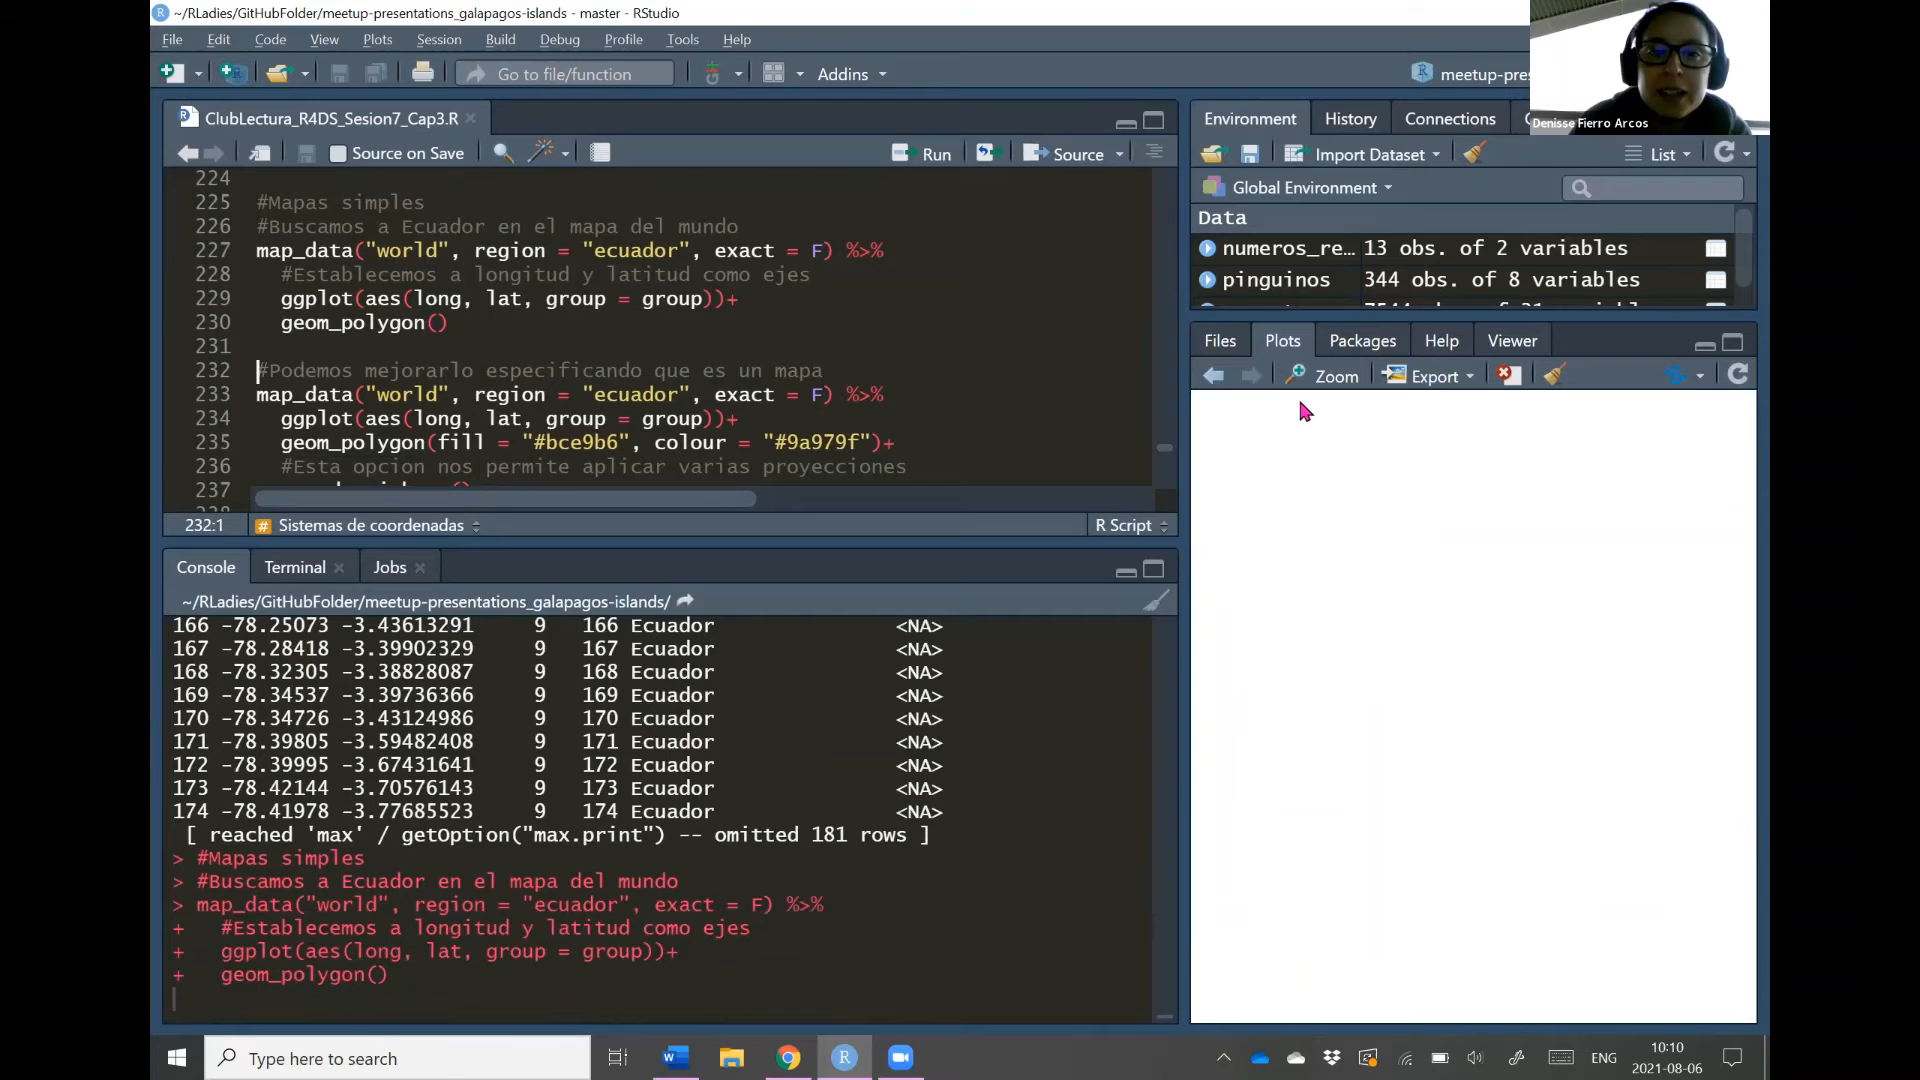 ~/RLadies/GitHubFolder/meetup-presentations_galapagos-islands - master - RStudio
File Edit Code View Plots Session Build Debug Profile Tools Help
Go to file/function Addins meetup-pres
Denisse Fierro Arcos
ClubLectura_R4DS_Sesion7_Cap3.R
Source on Save Run Source
224
225 #Mapas simples
226 #Buscamos a Ecuador en el mapa del mundo
227 map_data("world", region = "ecuador", exact = F) %>%
228 #Establecemos a longitud y latitud como ejes
229 ggplot(aes(long, lat, group = group))+
230 geom_polygon()
231
232 #Podemos mejorarlo especificando que es un mapa
233 map_data("world", region = "ecuador", exact = F) %>%
234 ggplot(aes(long, lat, group = group))+
235 geom_polygon(fill = "#bce9b6", colour = "#9a979f")+
236 #Esta opcion nos permite aplicar varias proyecciones
237
232:1 # Sistemas de coordenadas R Script
Console Terminal Jobs
~/RLadies/GitHubFolder/meetup-presentations_galapagos-islands/
166 -78.25073 -3.43613291 9 166 Ecuador <NA>
167 -78.28418 -3.39902329 9 167 Ecuador <NA>
168 -78.32305 -3.38828087 9 168 Ecuador <NA>
169 -78.34537 -3.39736366 9 169 Ecuador <NA>
170 -78.34726 -3.43124986 9 170 Ecuador <NA>
171 -78.39805 -3.59482408 9 171 Ecuador <NA>
172 -78.39995 -3.67431641 9 172 Ecuador <NA>
173 -78.42144 -3.70576143 9 173 Ecuador <NA>
174 -78.41978 -3.77685523 9 174 Ecuador <NA>
[ reached 'max' / getOption("max.print") -- omitted 181 rows ]
> #Mapas simples
> #Buscamos a Ecuador en el mapa del mundo
> map_data("world", region = "ecuador", exact = F) %>%
+ #Establecemos a longitud y latitud como ejes
+ ggplot(aes(long, lat, group = group))+
+ geom_polygon()
Environment History Connections
Import Dataset List
Global Environment
Data
numeros_re… 13 obs. of 2 variables
pinguinos 344 obs. of 8 variables
Files Plots Packages Help Viewer
Zoom Export
Type here to search
ENG
10:10
2021-08-06